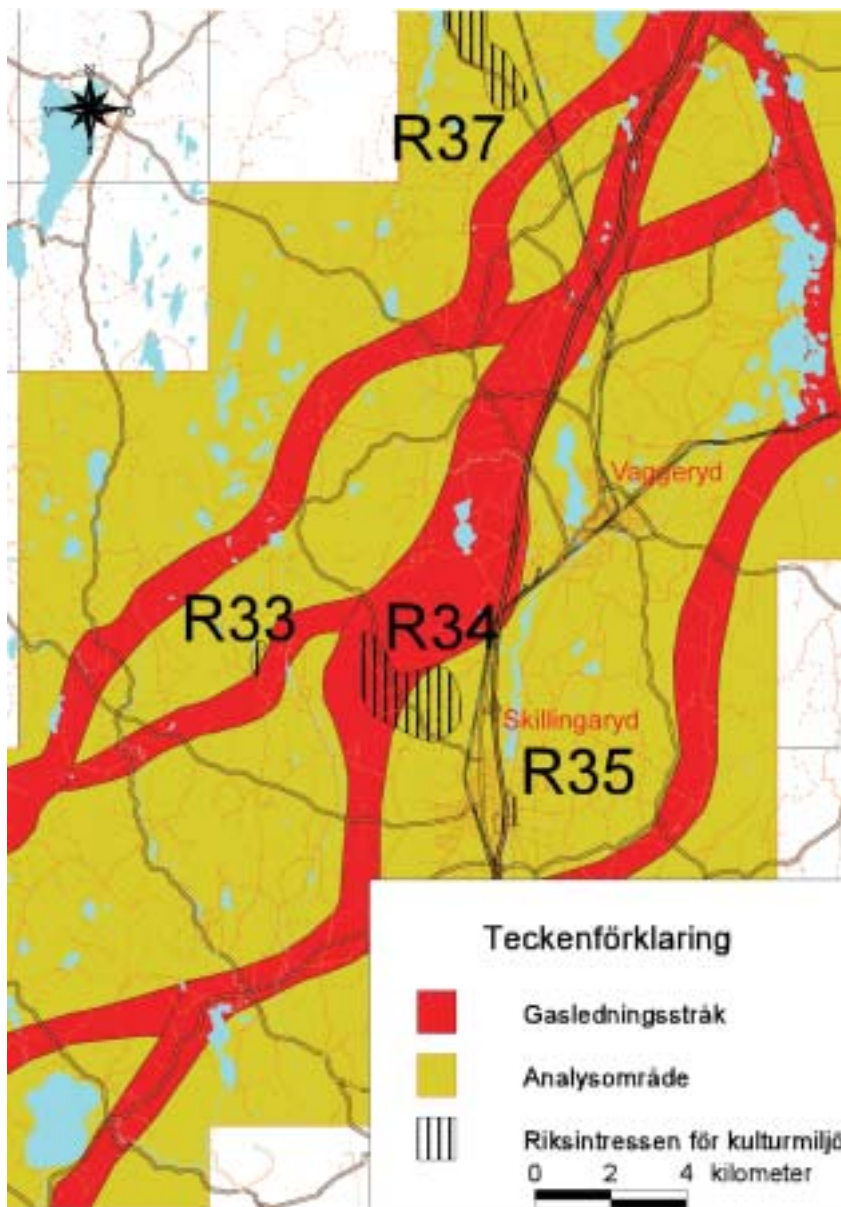 R37
Vaggeryd
R33
R34
Skillingaryd
R35
Teckenförklaring
Gasledningsstråk
Analysområde
Riksintressen för kulturmiljö
0 2 4 kilometer